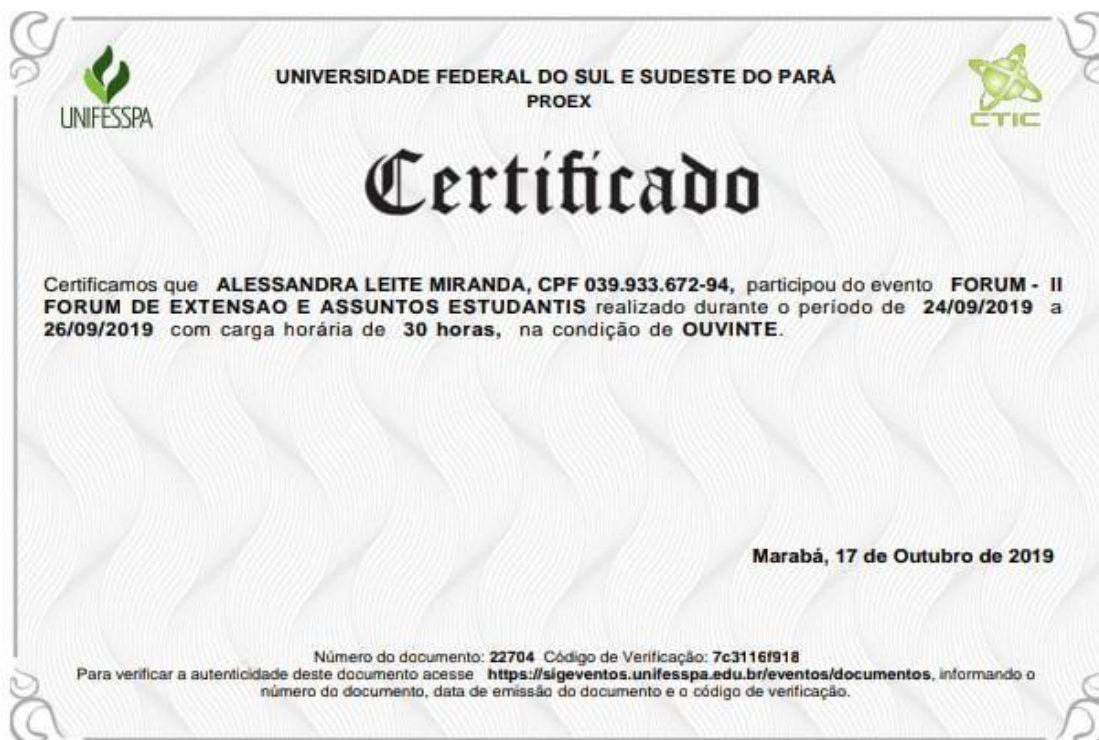 UNIFESSPA
UNIVERSIDADE FEDERAL DO SUL E SUDESTE DO PARÁ
PROEX
CTIC
Certificado
Certificamos que ALESSANDRA LEITE MIRANDA, CPF 039.933.672-94, participou do evento FORUM - II
FORUM DE EXTENSAO E ASSUNTOS ESTUDANTIS realizado durante o período de 24/09/2019 a
26/09/2019 com carga horária de 30 horas, na condição de OUVINTE.
Marabá, 17 de Outubro de 2019
Número do documento: 22704 Código de Verificação: 7c3116f918
Para verificar a autenticidade deste documento acesse https://sigeventos.unifesspa.edu.br/eventos/documentos, informando o
número do documento, data de emissão do documento e o código de verificação.